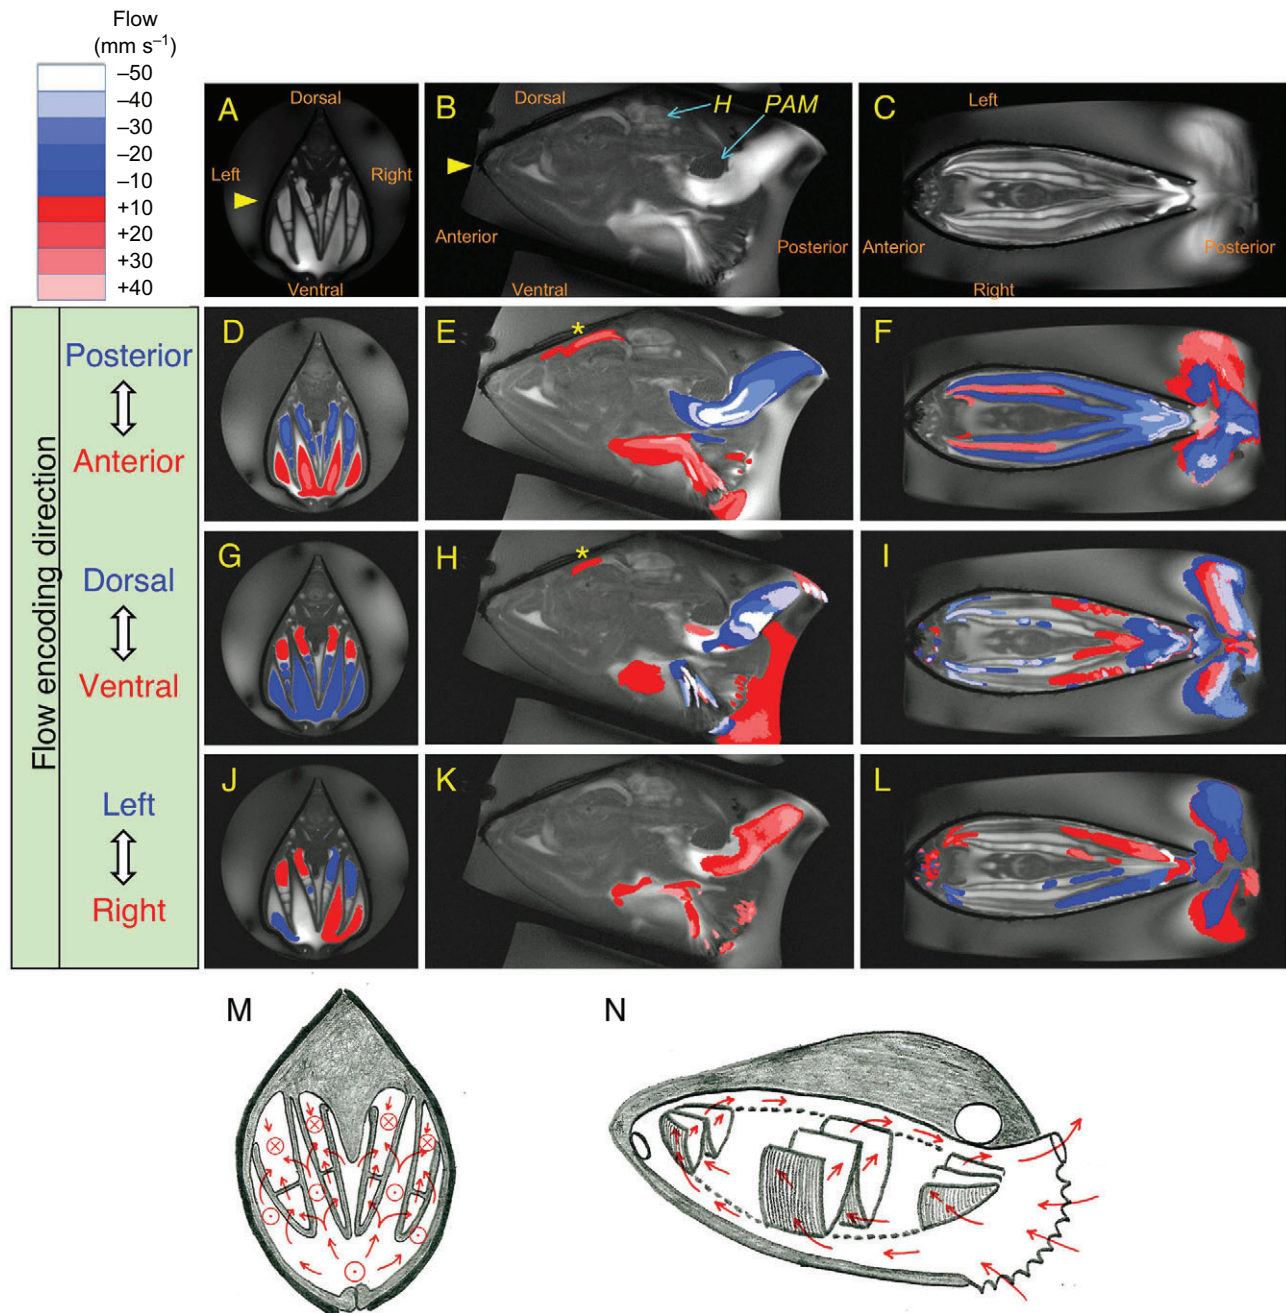 Flow
(mm s–1)
–50
–40
–30
–20
–10
+10
+20
+30
+40
A
Dorsal
Left
Right
Ventral
B
Dorsal
H
PAM
Anterior
Posterior
Ventral
C
Left
Anterior
Posterior
Right
Flow encoding direction
Posterior
Anterior
D
E
*
F
Dorsal
Ventral
G
H
*
I
Left
Right
J
K
L
M
N